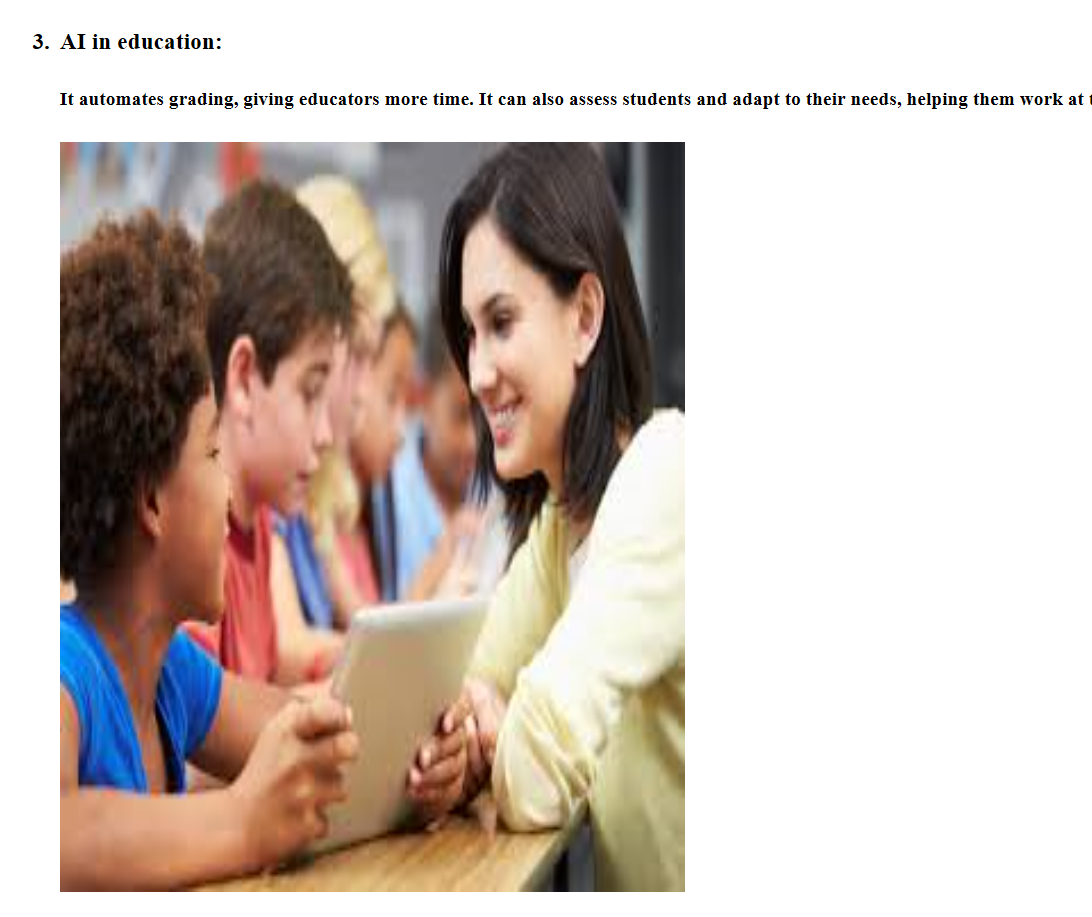 3. AI in education:
It automates grading, giving educators more time. It can also assess students and adapt to their needs, helping them work at